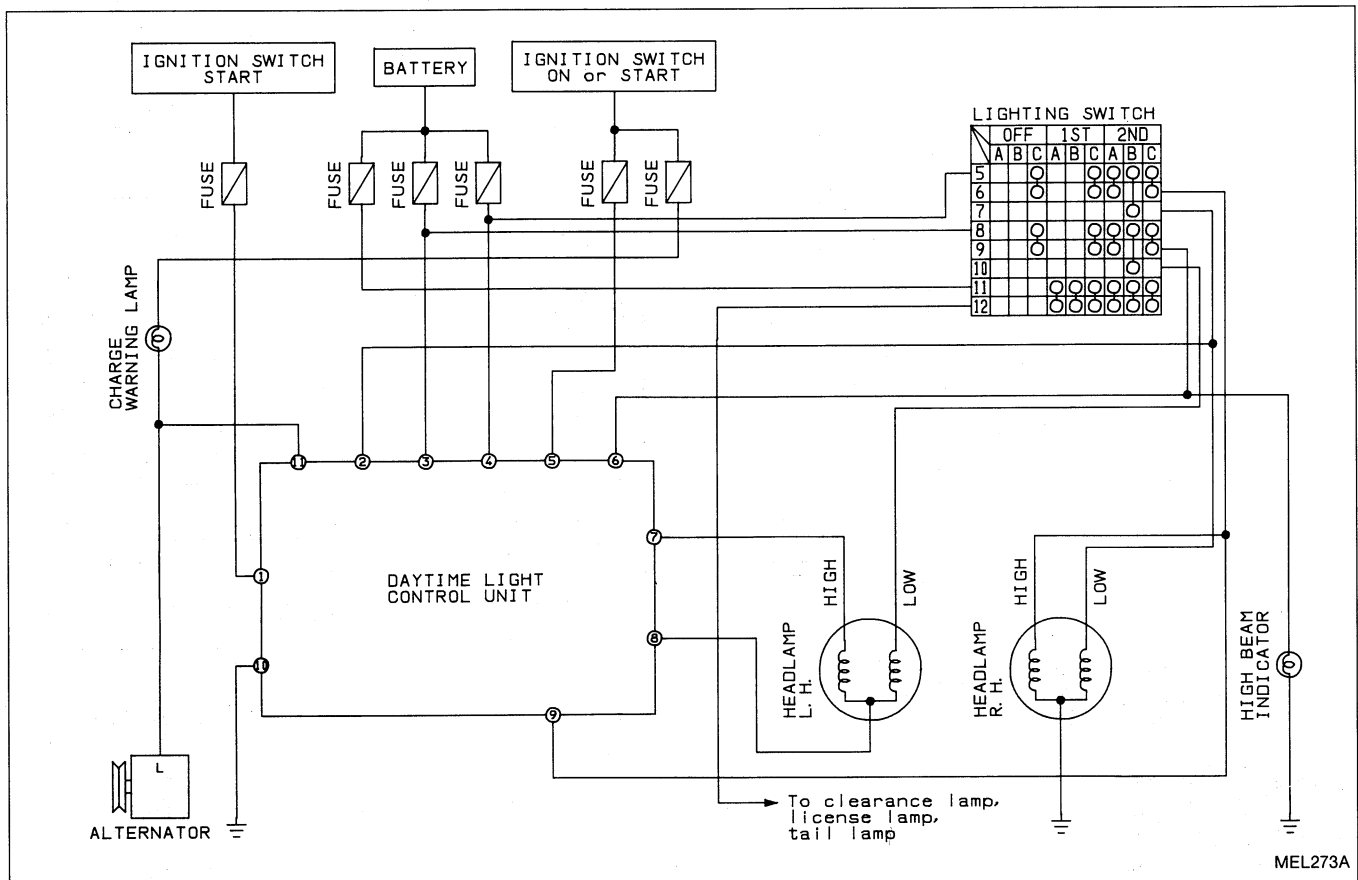 IGNITION SWITCH
START
BATTERY
IGNITION SWITCH
ON or START
FUSE
FUSE
FUSE
FUSE
FUSE
FUSE
LIGHTING SWITCH
OFF 1ST 2ND
A B C A B C A B C
5
6
7
8
9
10
11
12
CHARGE
WARNING LAMP
11 2 3 4 5 6
7
1
DAYTIME LIGHT
CONTROL UNIT
8
10
9
HIGH
LOW
HEADLAMP
L. H.
HIGH
LOW
HEADLAMP
R. H.
HIGH BEAM
INDICATOR
L
ALTERNATOR
To clearance lamp,
license lamp,
tail lamp
MEL273A